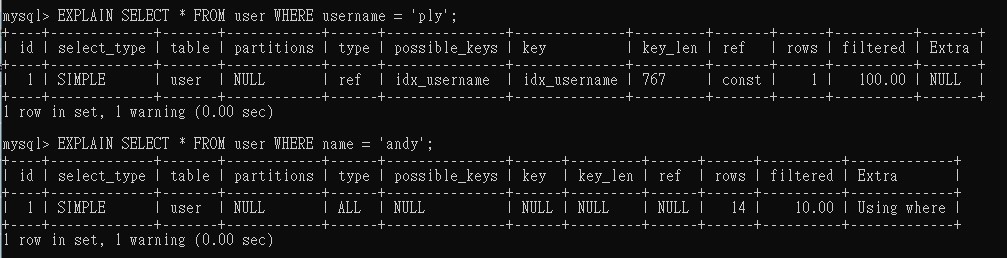 mysql> EXPLAIN SELECT * FROM user WHERE username = 'ply';
+----+-------------+-------+------------+------+---------------+--------------+---------+-------+------+----------+-------+
| id | select_type | table | partitions | type | possible_keys | key          | key_len | ref   | rows | filtered | Extra |
+----+-------------+-------+------------+------+---------------+--------------+---------+-------+------+----------+-------+
|  1 | SIMPLE      | user  | NULL       | ref  | idx_username  | idx_username | 767     | const |    1 |   100.00 | NULL  |
+----+-------------+-------+------------+------+---------------+--------------+---------+-------+------+----------+-------+
1 row in set, 1 warning (0.00 sec)
mysql> EXPLAIN SELECT * FROM user WHERE name = 'andy';
+----+-------------+-------+------------+------+---------------+------+---------+------+------+----------+-------------+
| id | select_type | table | partitions | type | possible_keys | key  | key_len | ref  | rows | filtered | Extra       |
+----+-------------+-------+------------+------+---------------+------+---------+------+------+----------+-------------+
|  1 | SIMPLE      | user  | NULL       | ALL  | NULL          | NULL | NULL    | NULL |   14 |    10.00 | Using where |
+----+-------------+-------+------------+------+---------------+------+---------+------+------+----------+-------------+
1 row in set, 1 warning (0.00 sec)